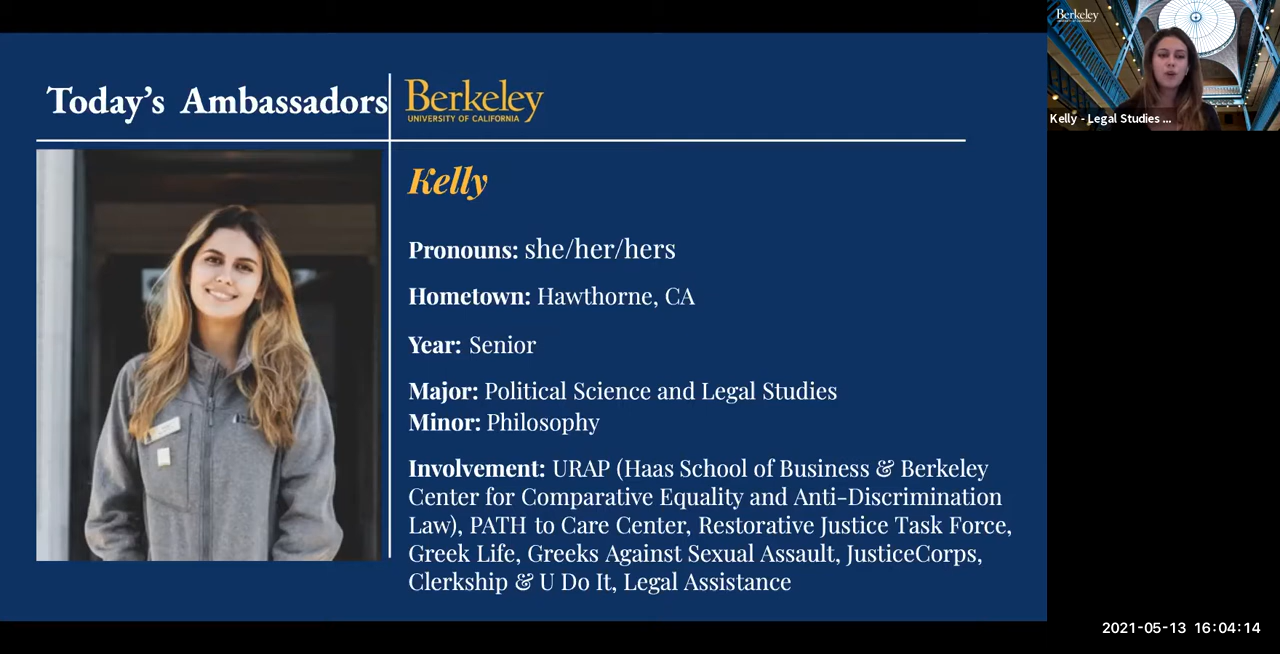 Today's Ambassadors
Berkeley
UNIVERSITY OF CALIFORNIA
Kelly
Pronouns: she/her/hers
Hometown: Hawthorne, CA
Year: Senior
Major: Political Science and Legal Studies
Minor: Philosophy
Involvement: URAP (Haas School of Business & Berkeley
Center for Comparative Equality and Anti-Discrimination
Law), PATH to Care Center, Restorative Justice Task Force,
Greek Life, Greeks Against Sexual Assault, JusticeCorps,
Clerkship & U Do It, Legal Assistance
Berkeley
Kelly - Legal Studies ...
2021-05-13 16:04:14